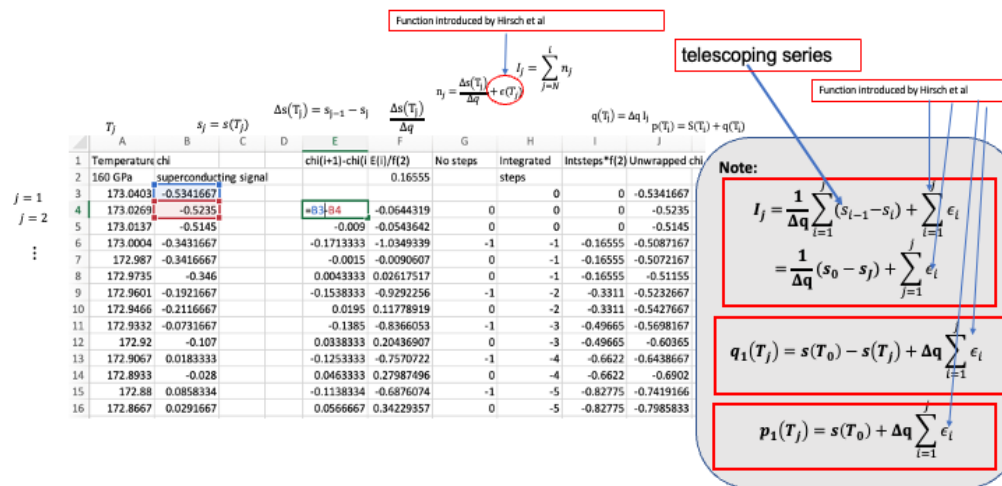 Function introduced by Hirsch et al
telescoping series
Function introduced by Hirsch et al
I_j = ∑_{j=N}^{i} n_j
n_j = Δs(T_j)/Δq + ϵ(T_j)
Δs(T_j) = s_{j−1} − s_j
Δs(T_j)/Δq
q(T_i) = Δq I_j
p(T_i) = S(T_i) + q(T_i)
T_j
s_j = s(T_j)
A B C D E F G H I J
1 Temperature chi chi(i+1)-chi(i E(i)/f(2) No steps Integrated Intsteps*f(2) Unwrapped chi
2 160 GPa superconducting signal 0.16555 steps
j = 1
3 173.0403 -0.5341667 0 0 -0.5341667
j = 2
4 173.0269 -0.5235 =B3-B4 -0.0644319 0 0 0 -0.5235
⋮
5 173.0137 -0.5145 -0.009 -0.0543642 0 0 0 -0.5145
6 173.0004 -0.3431667 -0.1713333 -1.0349339 -1 -1 -0.16555 -0.5087167
7 172.987 -0.3416667 -0.0015 -0.0090607 0 -1 -0.16555 -0.5072167
8 172.9735 -0.346 0.0043333 0.02617517 0 -1 -0.16555 -0.51155
9 172.9601 -0.1921667 -0.1538333 -0.9292256 -1 -2 -0.3311 -0.5232667
10 172.9466 -0.2116667 0.0195 0.11778919 0 -2 -0.3311 -0.5427667
11 172.9332 -0.0731667 -0.1385 -0.8366053 -1 -3 -0.49665 -0.5698167
12 172.92 -0.107 0.0338333 0.20436907 0 -3 -0.49665 -0.60365
13 172.9067 0.0183333 -0.1253333 -0.7570722 -1 -4 -0.6622 -0.6438667
14 172.8933 -0.028 0.0463333 0.27987496 0 -4 -0.6622 -0.6902
15 172.88 0.0858334 -0.1138334 -0.6876074 -1 -5 -0.82775 -0.7419166
16 172.8667 0.0291667 0.0566667 0.34229357 0 -5 -0.82775 -0.7985833
Note:
I_j = 1/Δq ∑_{i=1}^{j} (s_{i−1}−s_i) + ∑_{i=1}^{j} ϵ_i
= 1/Δq (s_0 − s_J) + ∑_{j=1}^{j} ϵ_i
q_1(T_j) = s(T_0) − s(T_j) + Δq ∑_{i=1}^{j} ϵ_i
p_1(T_j) = s(T_0) + Δq ∑_{i=1}^{j} ϵ_i